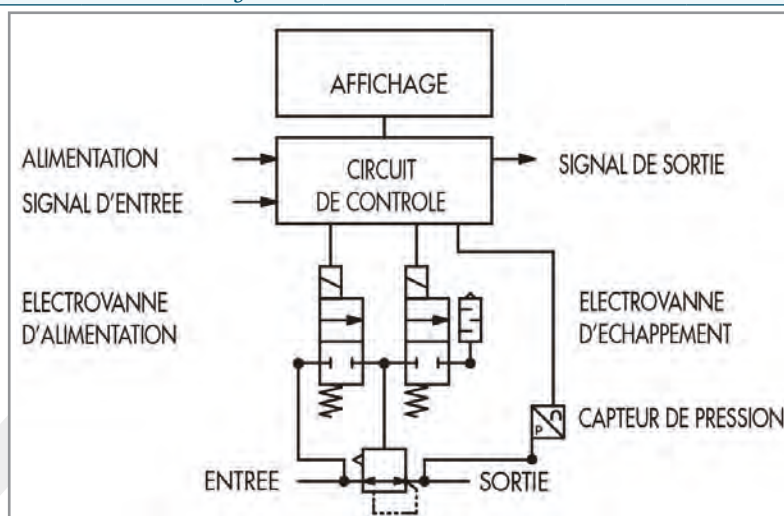 AFFICHAGE
ALIMENTATION
CIRCUIT
SIGNAL DE SORTIE
SIGNAL D'ENTREE
DE CONTROLE
ELECTROVANNE
D'ALIMENTATION
ELECTROVANNE
D'ECHAPPEMENT
P
CAPTEUR DE PRESSION
ENTREE
SORTIE